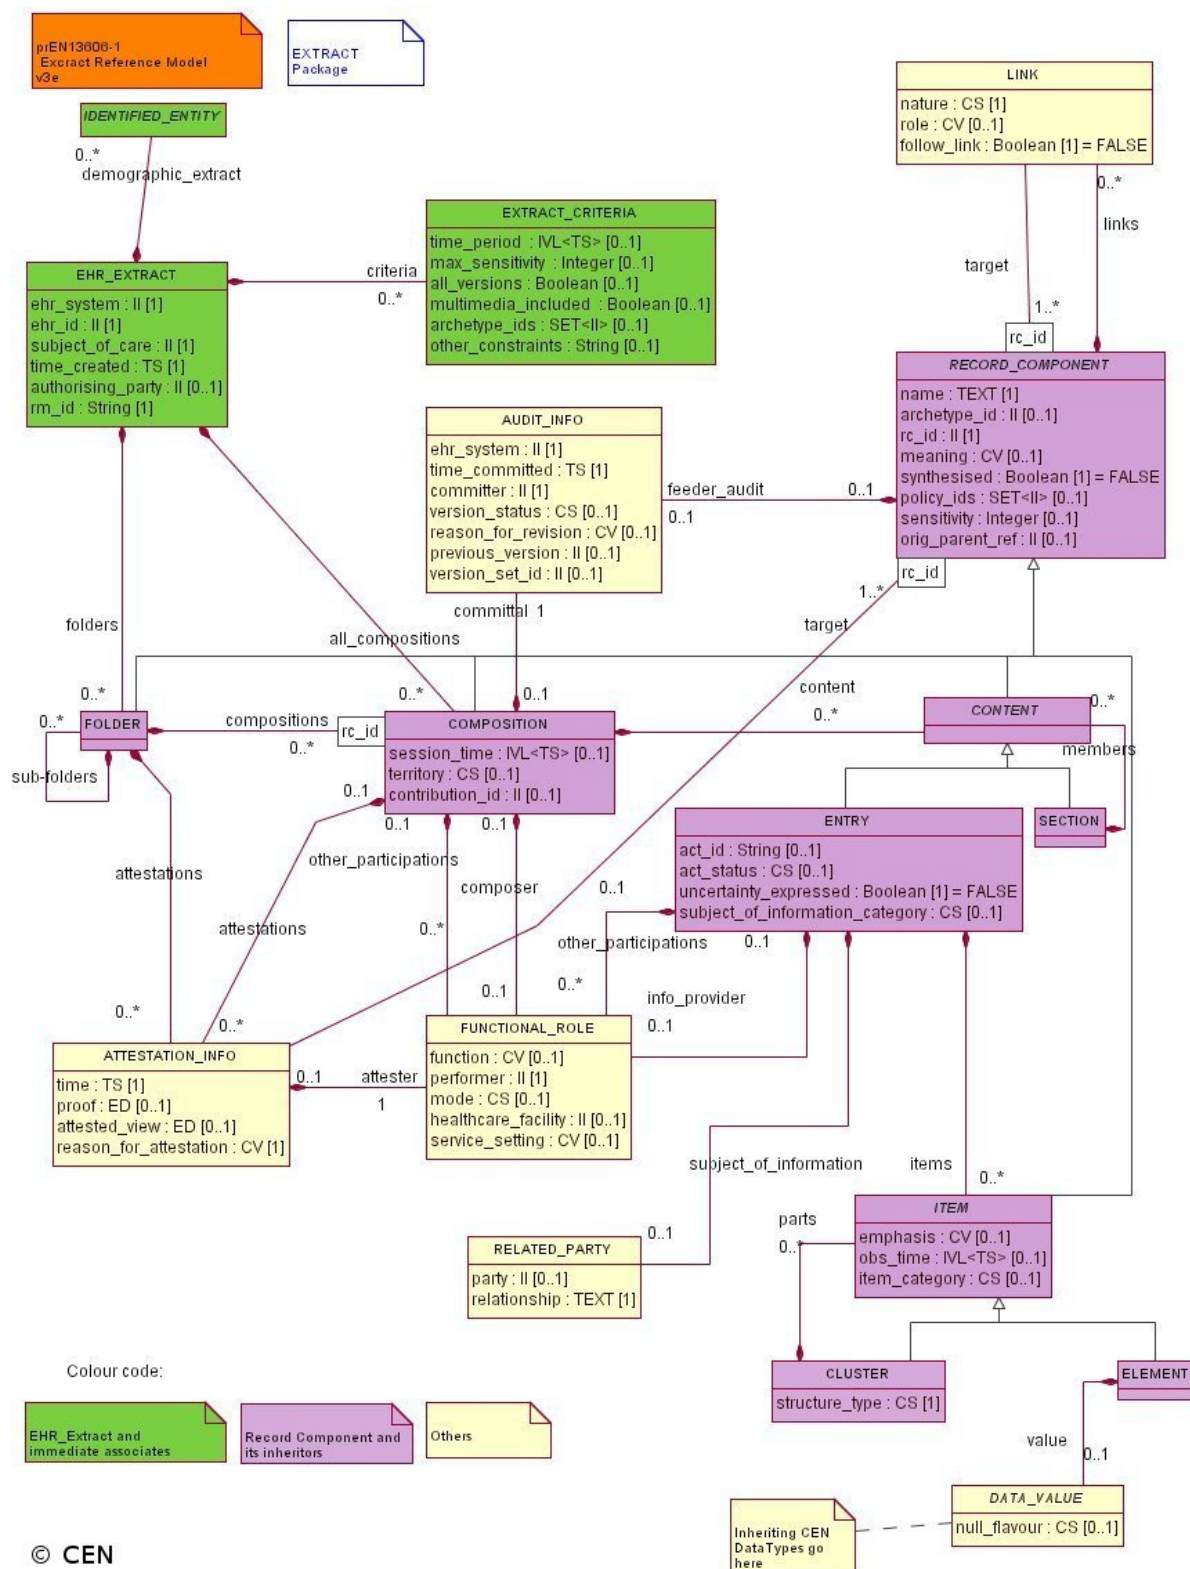 prEN13606-1
Excract Reference Model
v3e
EXTRACT
Package
IDENTIFIED_ENTITY
0..*
demographic_extract
LINK
nature : CS [1]
role : CV [0..1]
follow_link : Boolean [1] = FALSE
0..*
links
target
1..*
rc_id
EXTRACT_CRITERIA
time_period : IVL<TS> [0..1]
max_sensitivity : Integer [0..1]
all_versions : Boolean [0..1]
multimedia_included : Boolean [0..1]
archetype_ids : SET<II> [0..1]
other_constraints : String [0..1]
criteria
0..*
EHR_EXTRACT
ehr_system : II [1]
ehr_id : II [1]
subject_of_care : II [1]
time_created : TS [1]
authorising_party : II [0..1]
rm_id : String [1]
RECORD_COMPONENT
name : TEXT [1]
archetype_id : II [0..1]
rc_id : II [1]
meaning : CV [0..1]
synthesised : Boolean [1] = FALSE
policy_ids : SET<II> [0..1]
sensitivity : Integer [0..1]
orig_parent_ref : II [0..1]
rc_id
1..*
target
AUDIT_INFO
ehr_system : II [1]
time_committed : TS [1]
committer : II [1]
version_status : CS [0..1]
reason_for_revision : CV [0..1]
previous_version : II [0..1]
version_set_id : II [0..1]
feeder_audit
0..1
0..1
committal 1
folders
all_compositions
0..*
0..*
0..1
content
0..*
0..*
0..*
FOLDER
compositions
0..*
rc_id
sub-folders
COMPOSITION
session_time : IVL<TS> [0..1]
territory : CS [0..1]
contribution_id : II [0..1]
CONTENT
members
0..1
0..1
0..1
ENTRY
act_id : String [0..1]
act_status : CS [0..1]
uncertainty_expressed : Boolean [1] = FALSE
subject_of_information_category : CS [0..1]
SECTION
attestations
other_participations
composer
0..1
attestations
0..*
other_participations
0..1
0..*
0..*
0..1
0..*
info_provider
0..1
ATTESTATION_INFO
time : TS [1]
proof : ED [0..1]
attested_view : ED [0..1]
reason_for_attestation : CV [1]
0..1
attester
1
FUNCTIONAL_ROLE
function : CV [0..1]
performer : II [1]
mode : CS [0..1]
healthcare_facility : II [0..1]
service_setting : CV [0..1]
subject_of_information
items
0..*
0..1
RELATED_PARTY
party : II [0..1]
relationship : TEXT [1]
parts
0..*
ITEM
emphasis : CV [0..1]
obs_time : IVL<TS> [0..1]
item_category : CS [0..1]
CLUSTER
structure_type : CS [1]
ELEMENT
value
0..1
DATA_VALUE
null_flavour : CS [0..1]
Inheriting CEN
DataTypes go
here
Colour code:
EHR_Extract and
immediate associates
Record Component and
its inheritors
Others
© CEN